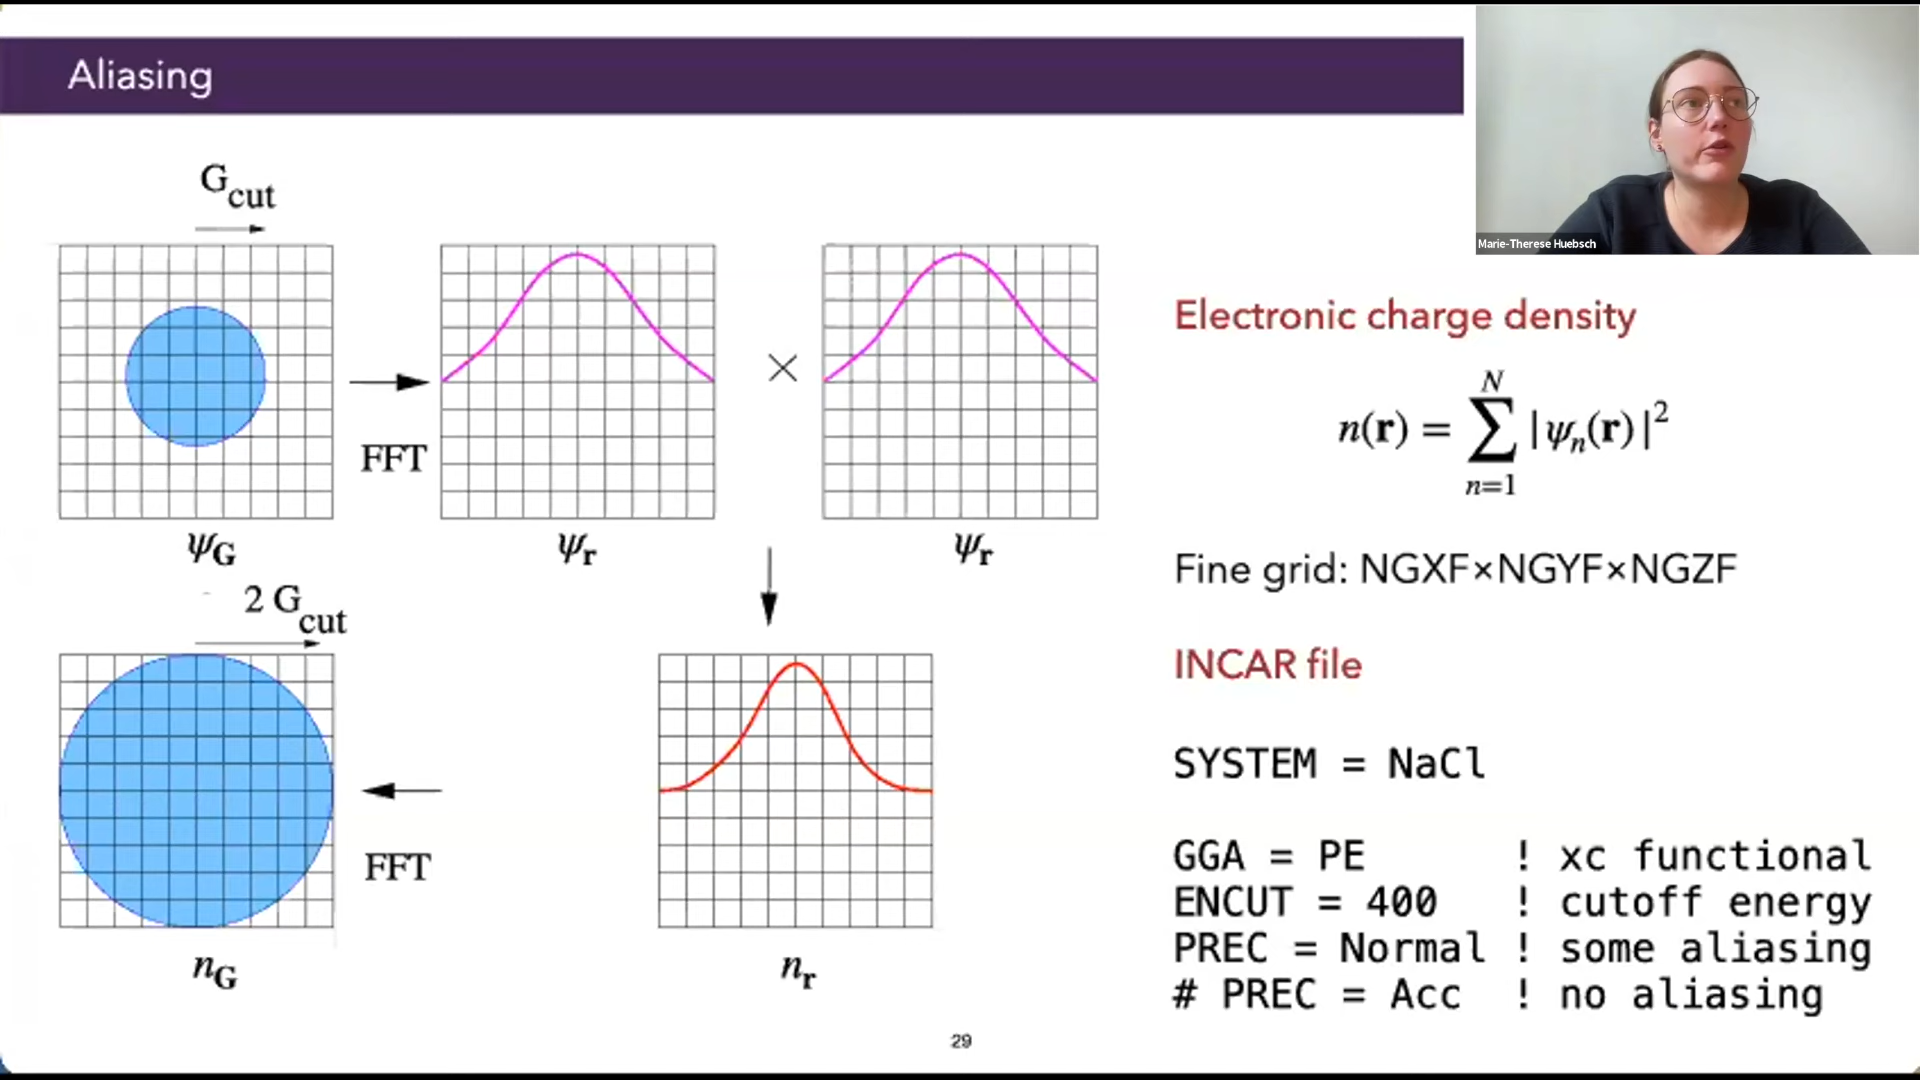 Aliasing
Marie-Therese Huebsch
G_cut
FFT
ψ_G
ψ_r
×
ψ_r
2 G_cut
FFT
n_G
n_r
Electronic charge density
n(r) = ∑_{n=1}^{N} |ψ_n(r)|²
Fine grid: NGXF×NGYF×NGZF
INCAR file
SYSTEM = NaCl
GGA = PE ! xc functional
ENCUT = 400 ! cutoff energy
PREC = Normal ! some aliasing
# PREC = Acc ! no aliasing
29